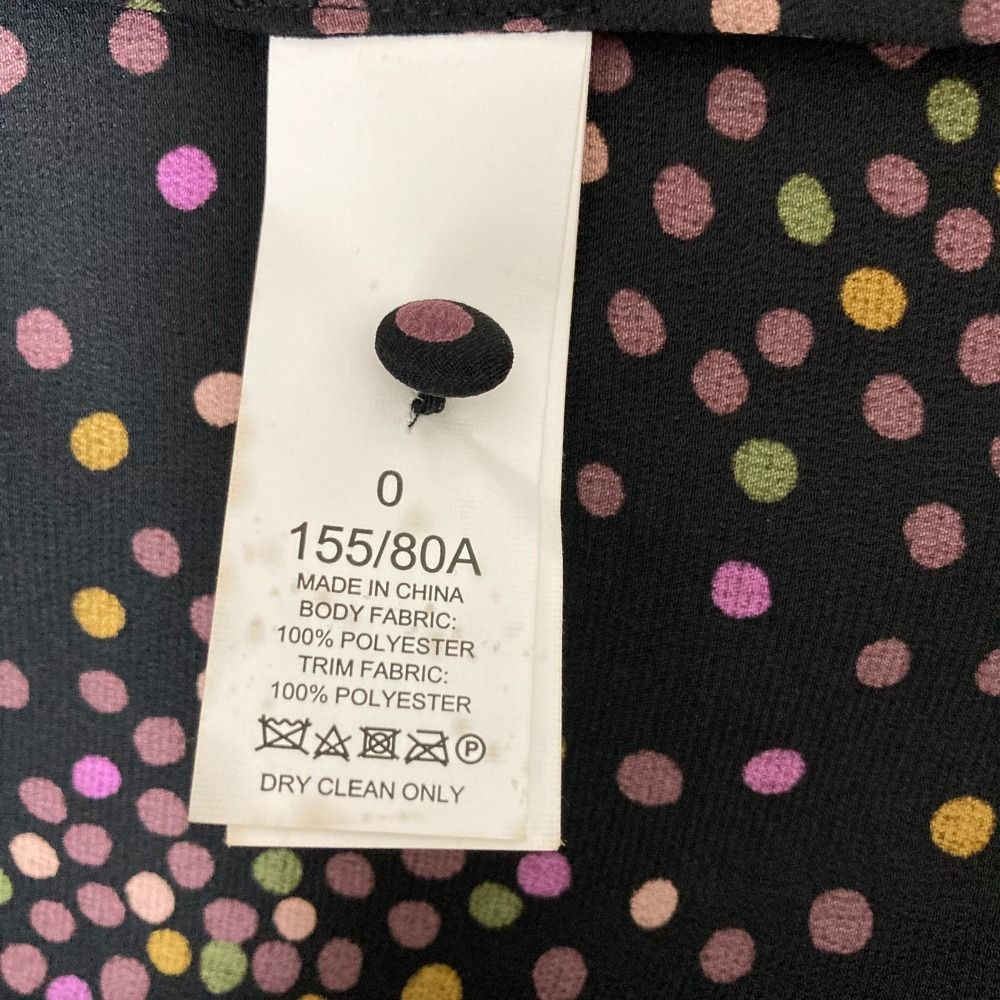 0
155/80A
MADE IN CHINA
BODY FABRIC:
100% POLYESTER
TRIM FABRIC:
100% POLYESTER
P
DRY CLEAN ONLY